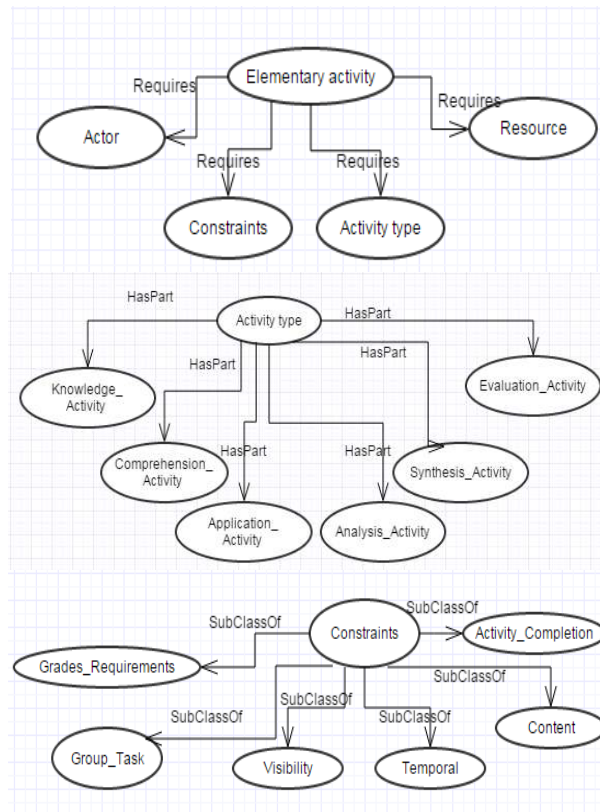 Elementary activity
Requires
Requires
Actor
Resource
Requires
Requires
Constraints
Activity type
HasPart
Activity type
HasPart
HasPart
HasPart
Knowledge_
Activity
Evaluation_Activity
Comprehension_
Activity
HasPart
HasPart
Synthesis_Activity
Application_
Activity
Analysis_Activity
SubClassOf
SubClassOf
Constraints
Activity_Completion
Grades_Requirements
SubClassOf
SubClassOf
SubClassOf
SubClassOf
Content
Group_Task
Visibility
Temporal